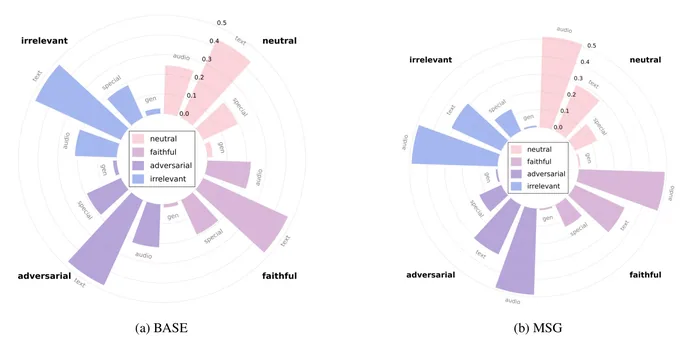 irrelevant
neutral
0.5
0.4
0.3
0.2
0.1
0.0
audio
text
special
gen
neutral
faithful
adversarial
irrelevant
text
special
gen
audio
gen
special
text
audio
audio
text
special
gen
adversarial
faithful
(a) BASE
irrelevant
neutral
0.5
0.4
0.3
0.2
0.1
0.0
audio
text
special
gen
neutral
faithful
adversarial
irrelevant
text
special
gen
audio
gen
special
text
audio
audio
text
special
gen
adversarial
faithful
(b) MSG